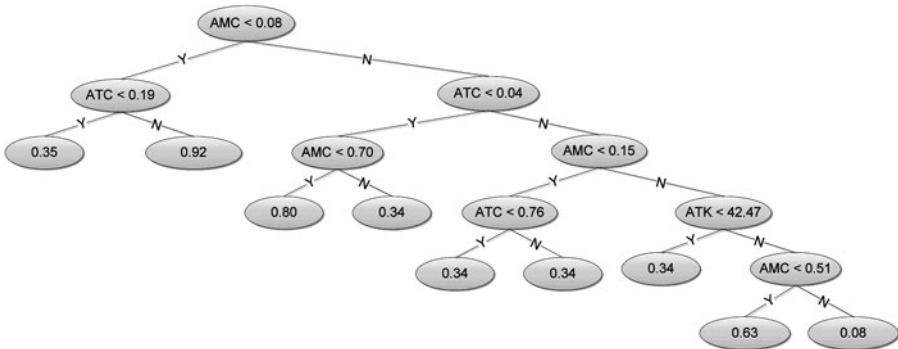 AMC < 0.08
Y
N
ATC < 0.19
ATC < 0.04
Y
N
Y
N
0.35
0.92
AMC < 0.70
AMC < 0.15
Y
N
Y
N
0.80
0.34
ATC < 0.76
ATK < 42.47
Y
N
Y
N
0.34
0.34
0.34
AMC < 0.51
Y
N
0.63
0.08